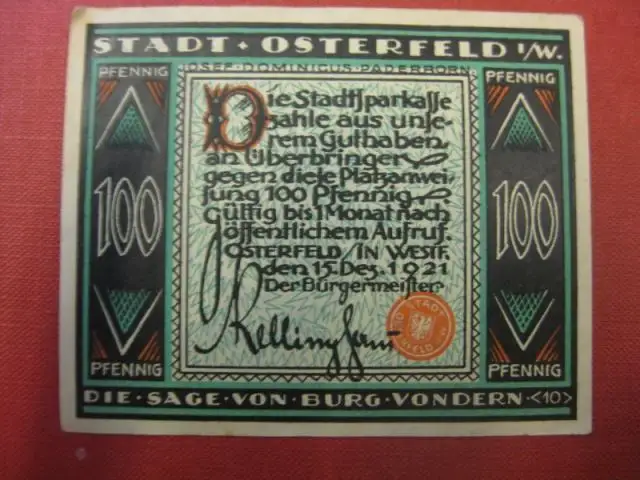 STADT · OSTERFELD I/W.
JOSEF·DOMINICUS·PADERBORN
PFENNIG
100
PFENNIG
Die Stadtsparkasse
zahle aus unse-
rem Guthaben
an Überbringer
gegen diese Platzanwei-
sung 100 Pfennig.
Gültig bis 1 Monat nach
öffentlichem Aufruf.
OSTERFELD IN WESTF.
den 15. Dez. 1921
Der Bürgermeister
Kellinghaus
STADT
PFENNIG
100
PFENNIG
DIE·SAGE·VON·BURG·VONDERN·<10>